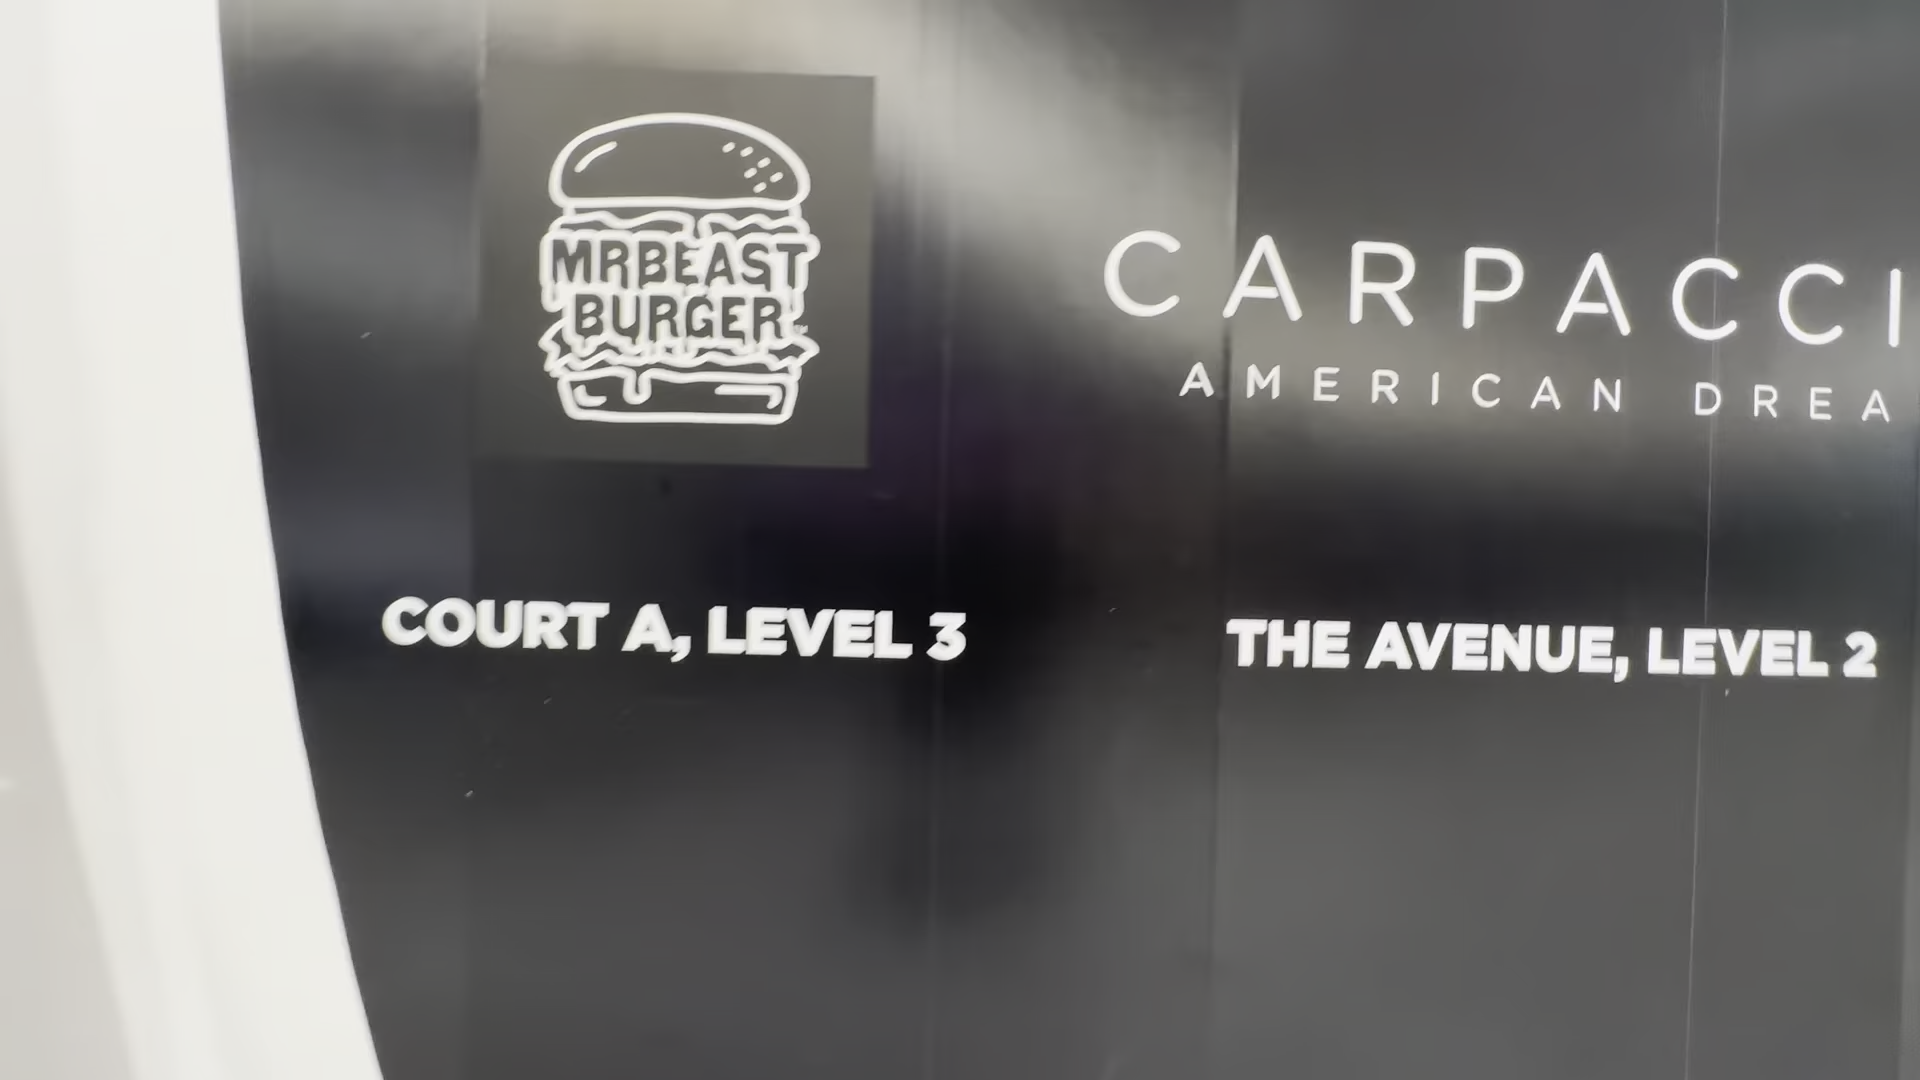 MRBEAST
BURGER
COURT A, LEVEL 3
CARPACCI
AMERICAN DREA
THE AVENUE, LEVEL 2